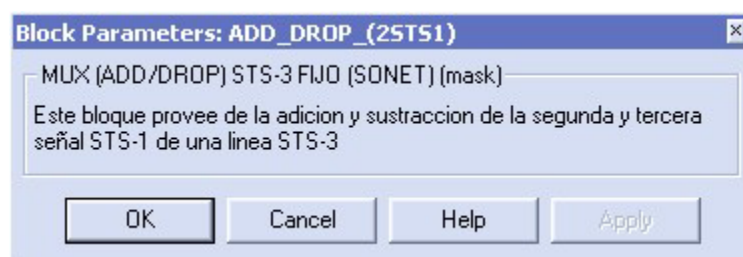 Block Parameters: ADD_DROP_(2STS1)
MUX (ADD/DROP) STS-3 FIJO (SONET) (mask)
Este bloque provee de la adicion y sustraccion de la segunda y tercera
señal STS-1 de una linea STS-3
OK Cancel Help Apply